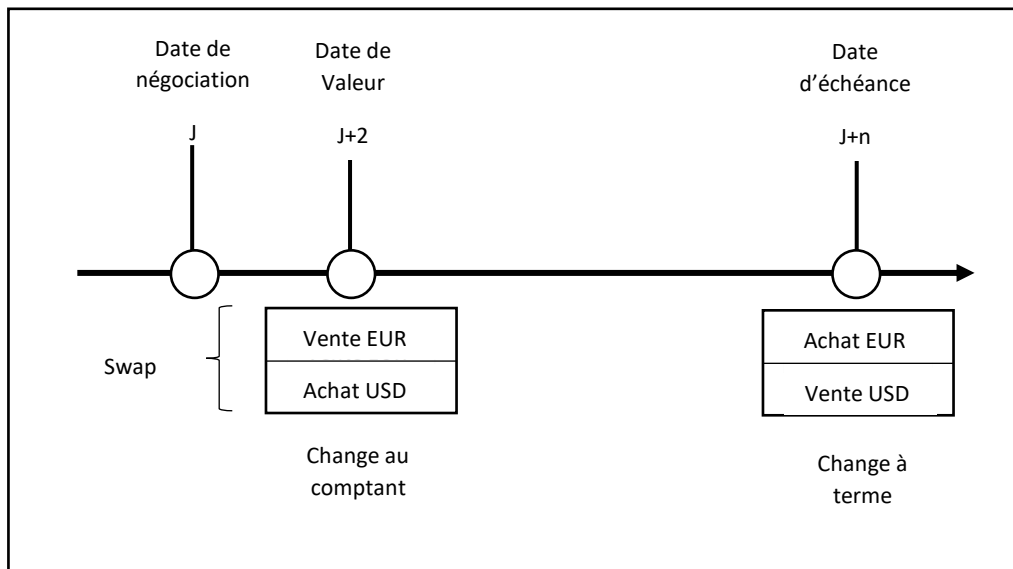 Date de
négociation
Date de
Valeur
Date
d’échéance
J
J+2
J+n
Swap
Vente EUR
Achat USD
Achat EUR
Vente USD
Change au
comptant
Change à
terme